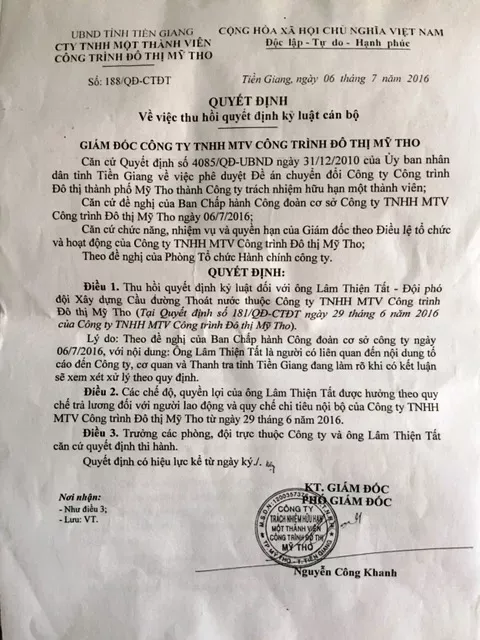 UBND TỈNH TIỀN GIANG
CTY TNHH MỘT THÀNH VIÊN
CÔNG TRÌNH ĐÔ THỊ MỸ THO
Số: 188/QĐ-CTĐT
CỘNG HÒA XÃ HỘI CHỦ NGHĨA VIỆT NAM
Độc lập - Tự do - Hạnh phúc
Tiền Giang, ngày 06 tháng 7 năm 2016
QUYẾT ĐỊNH
Về việc thu hồi quyết định kỷ luật cán bộ
GIÁM ĐỐC CÔNG TY TNHH MTV CÔNG TRÌNH ĐÔ THỊ MỸ THO
Căn cứ Quyết định số 4085/QĐ-UBND ngày 31/12/2010 của Ủy ban nhân
dân tỉnh Tiền Giang về việc phê duyệt Đề án chuyển đổi Công ty Công trình
Đô thị thành phố Mỹ Tho thành Công ty trách nhiệm hữu hạn một thành viên;
Căn cứ đề nghị của Ban Chấp hành Công đoàn cơ sở Công ty TNHH
MTV Công trình Đô thị Mỹ Tho ngày 06/7/2016;
Căn cứ chức năng, nhiệm vụ và quyền hạn của Giám đốc theo Điều lệ tổ chức
và hoạt động của Công ty TNHH MTV Công trình Đô thị Mỹ Tho;
Theo đề nghị của Phòng Tổ chức Hành chính công ty.
QUYẾT ĐỊNH:
Điều 1. Thu hồi quyết định kỷ luật đối với ông Lâm Thiện Tất - Đội phó
đội Xây dựng Cầu đường Thoát nước thuộc Công ty TNHH MTV Công trình
Đô thị Mỹ Tho (Tại Quyết định số 181/QĐ-CTĐT ngày 29 tháng 6 năm 2016
của Công ty TNHH MTV Công trình Đô thị Mỹ Tho).
Lý do: Theo đề nghị của Ban Chấp hành Công đoàn cơ sở công ty ngày
06/7/2016, với nội dung: Ông Lâm Thiện Tất là người có liên quan đến nội dung tố
cáo đến Công ty, cơ quan và Thanh tra tỉnh Tiền Giang đang làm rõ khi có kết luận
sẽ xem xét xử lý theo quy định.
Điều 2. Các chế độ, quyền lợi của ông Lâm Thiện Tất được hưởng theo quy
chế trả lương đối với người lao động và quy chế chi tiêu nội bộ của Công ty TNHH
MTV Công trình Đô thị Mỹ Tho từ ngày 29 tháng 6 năm 2016.
Điều 3. Trưởng các phòng, đội trực thuộc Công ty và ông Lâm Thiện Tất
căn cứ quyết định thi hành.
Quyết định có hiệu lực kể từ ngày ký./.
Nơi nhận:
- Như điều 3;
- Lưu: VT.
KT. GIÁM ĐỐC
PHÓ GIÁM ĐỐC
CÔNG TY
TRÁCH NHIỆM HỮU HẠN
MỘT THÀNH VIÊN
CÔNG TRÌNH ĐÔ THỊ
MỸ THO
Nguyễn Công Khanh